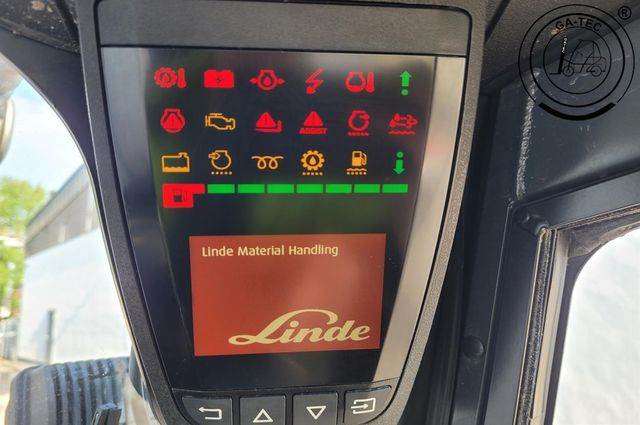 GA-TEC
®
ASSIST
Linde Material Handling
Linde